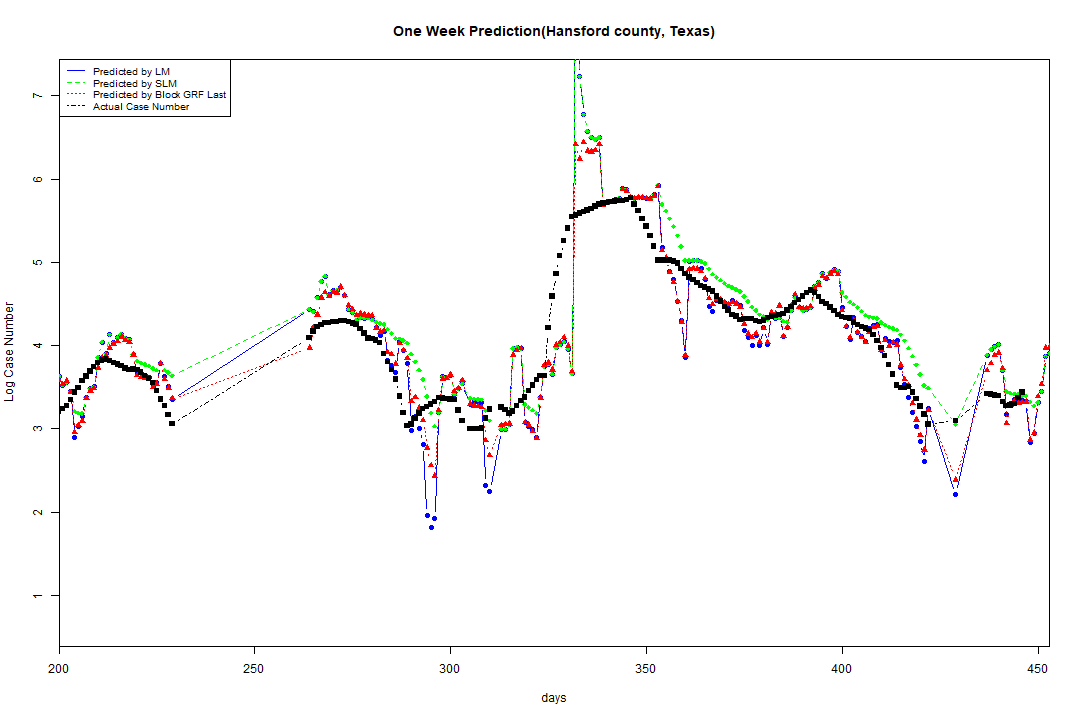 One Week Prediction(Hansford county, Texas)
Predicted by LM
Predicted by SLM
Predicted by Block GRF Last
Actual Case Number
Log Case Number
7
6
5
4
3
2
1
200 250 300 350 400 450
days